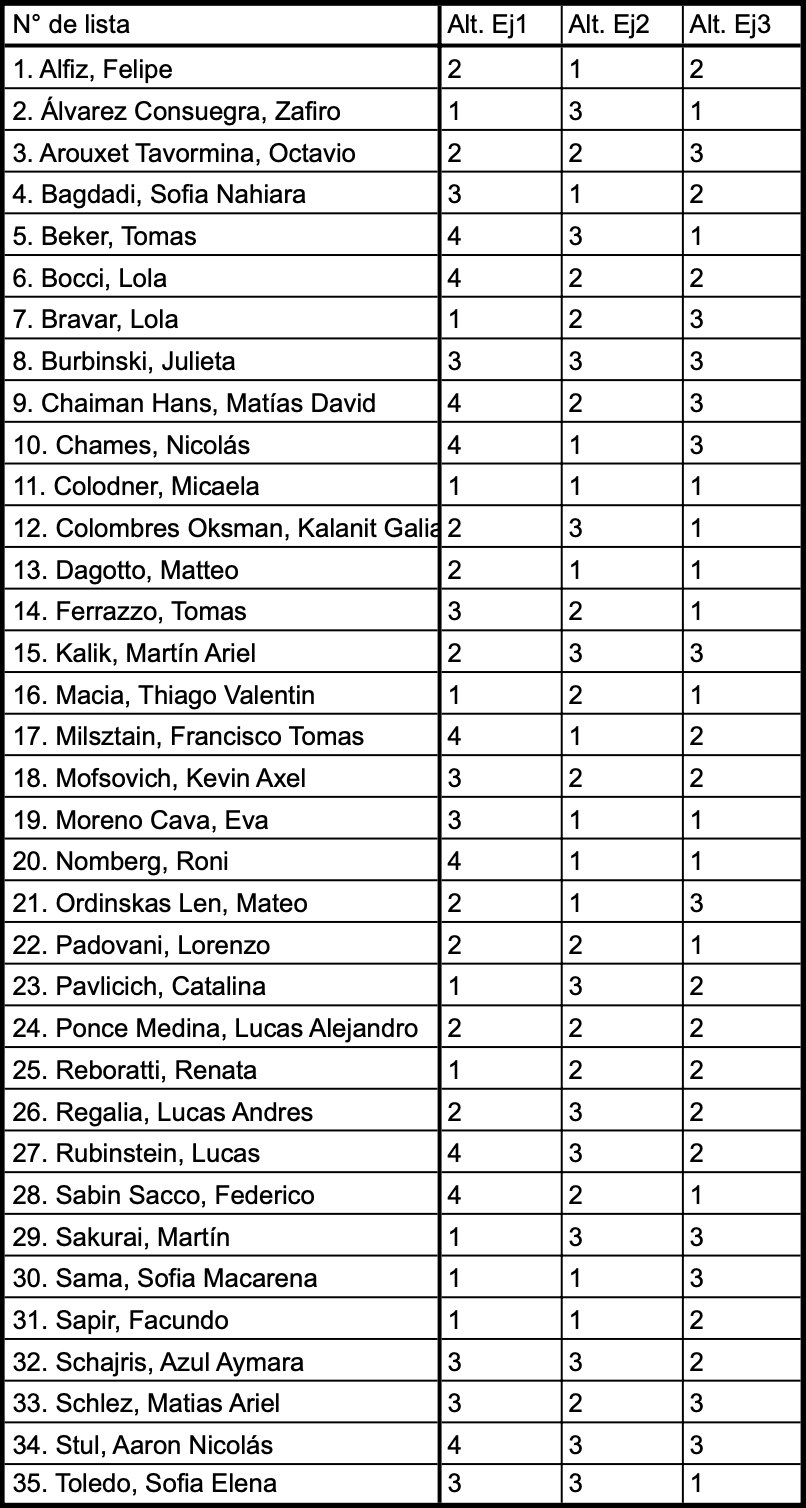 N° de lista Alt. Ej1 Alt. Ej2 Alt. Ej3
1. Alfiz, Felipe 2 1 2
2. Álvarez Consuegra, Zafiro 1 3 1
3. Arouxet Tavormina, Octavio 2 2 3
4. Bagdadi, Sofia Nahiara 3 1 2
5. Beker, Tomas 4 3 1
6. Bocci, Lola 4 2 2
7. Bravar, Lola 1 2 3
8. Burbinski, Julieta 3 3 3
9. Chaiman Hans, Matías David 4 2 3
10. Chames, Nicolás 4 1 3
11. Colodner, Micaela 1 1 1
12. Colombres Oksman, Kalanit Galia 2 3 1
13. Dagotto, Matteo 2 1 1
14. Ferrazzo, Tomas 3 2 1
15. Kalik, Martín Ariel 2 3 3
16. Macia, Thiago Valentin 1 2 1
17. Milsztain, Francisco Tomas 4 1 2
18. Mofsovich, Kevin Axel 3 2 2
19. Moreno Cava, Eva 3 1 1
20. Nomberg, Roni 4 1 1
21. Ordinskas Len, Mateo 2 1 3
22. Padovani, Lorenzo 2 2 1
23. Pavlicich, Catalina 1 3 2
24. Ponce Medina, Lucas Alejandro 2 2 2
25. Reboratti, Renata 1 2 2
26. Regalia, Lucas Andres 2 3 2
27. Rubinstein, Lucas 4 3 2
28. Sabin Sacco, Federico 4 2 1
29. Sakurai, Martín 1 3 3
30. Sama, Sofia Macarena 1 1 3
31. Sapir, Facundo 1 1 2
32. Schajris, Azul Aymara 3 3 2
33. Schlez, Matias Ariel 3 2 3
34. Stul, Aaron Nicolás 4 3 3
35. Toledo, Sofia Elena 3 3 1